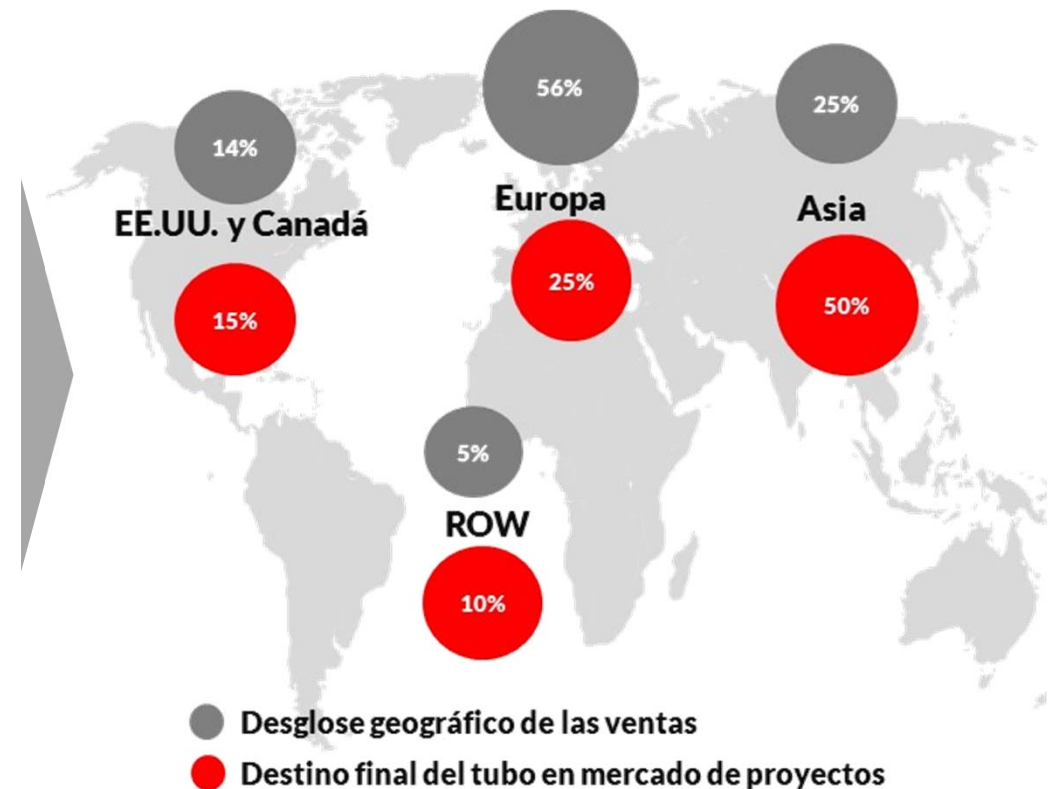 56%
25%
14%
Europa
Asia
EE.UU. y Canadá
25%
50%
15%
5%
ROW
10%
Desglose geográfico de las ventas
Destino final del tubo en mercado de proyectos